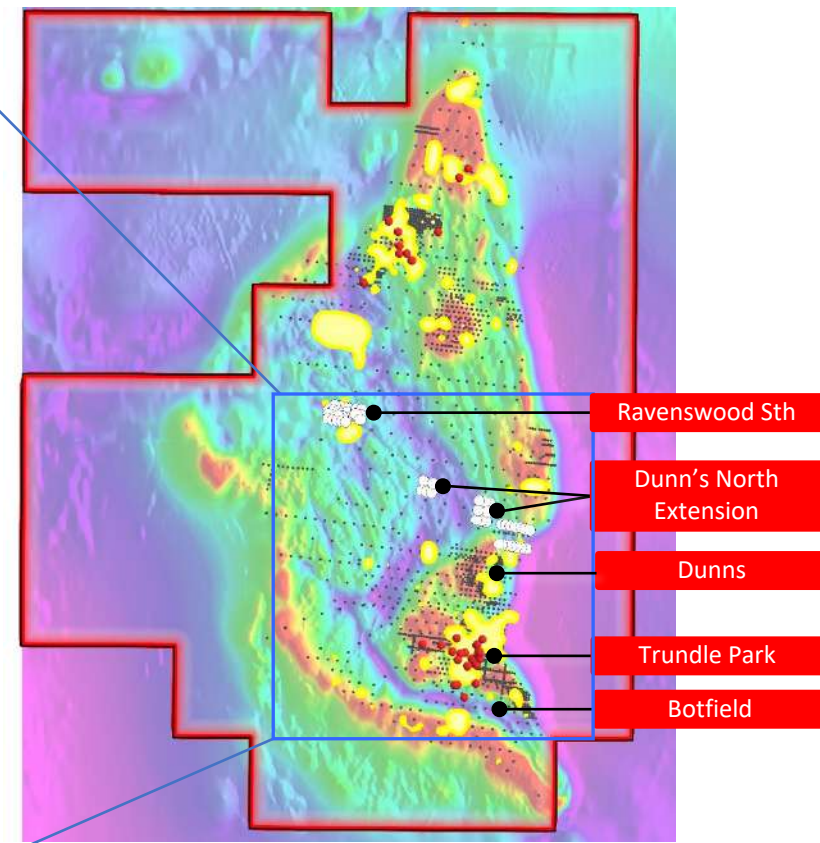 Ravenswood Sth
Dunn’s North
Extension
Dunns
Trundle Park
Botfield